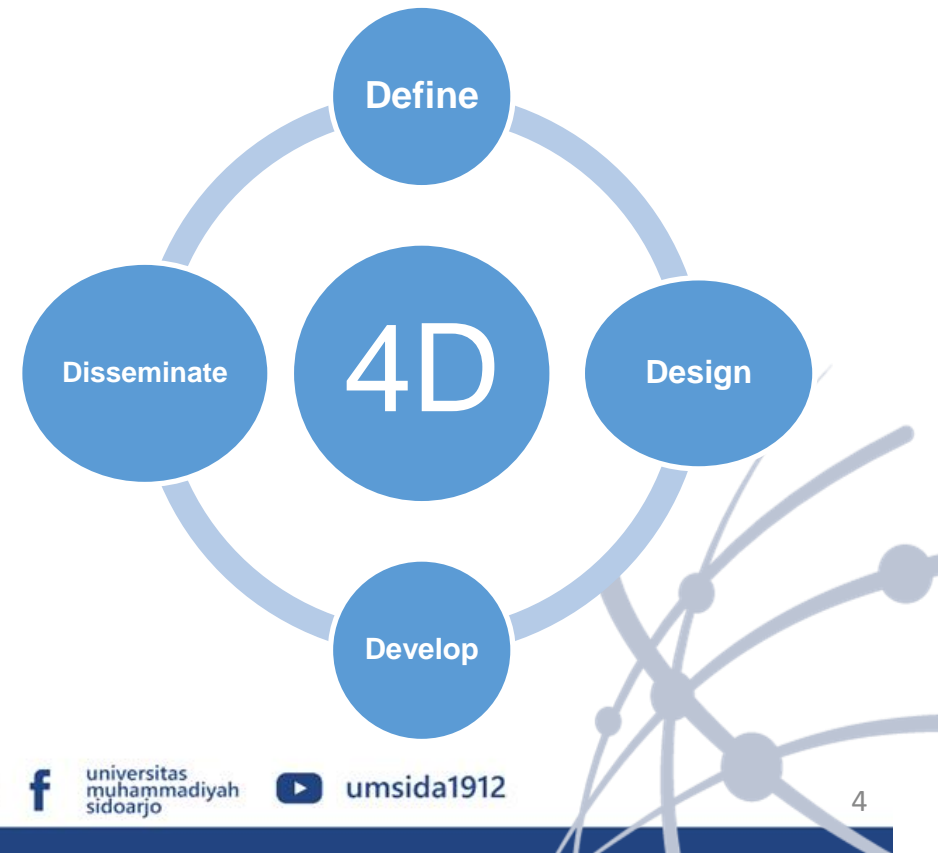 Define
Disseminate
4D
Design
Develop
universitas
muhammadiyah
sidoarjo
umsida1912
4